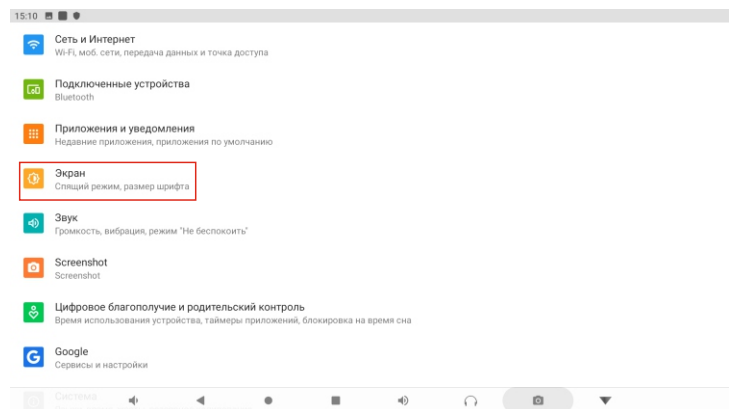 15:10
Сеть и Интернет
Wi-Fi, моб. сети, передача данных и точка доступа
Подключенные устройства
Bluetooth
Приложения и уведомления
Недавние приложения, приложения по умолчанию
Экран
Спящий режим, размер шрифта
Звук
Громкость, вибрация, режим "Не беспокоить"
Screenshot
Screenshot
Цифровое благополучие и родительский контроль
Время использования устройства, таймеры приложений, блокировка на время сна
Google
Сервисы и настройки
Система